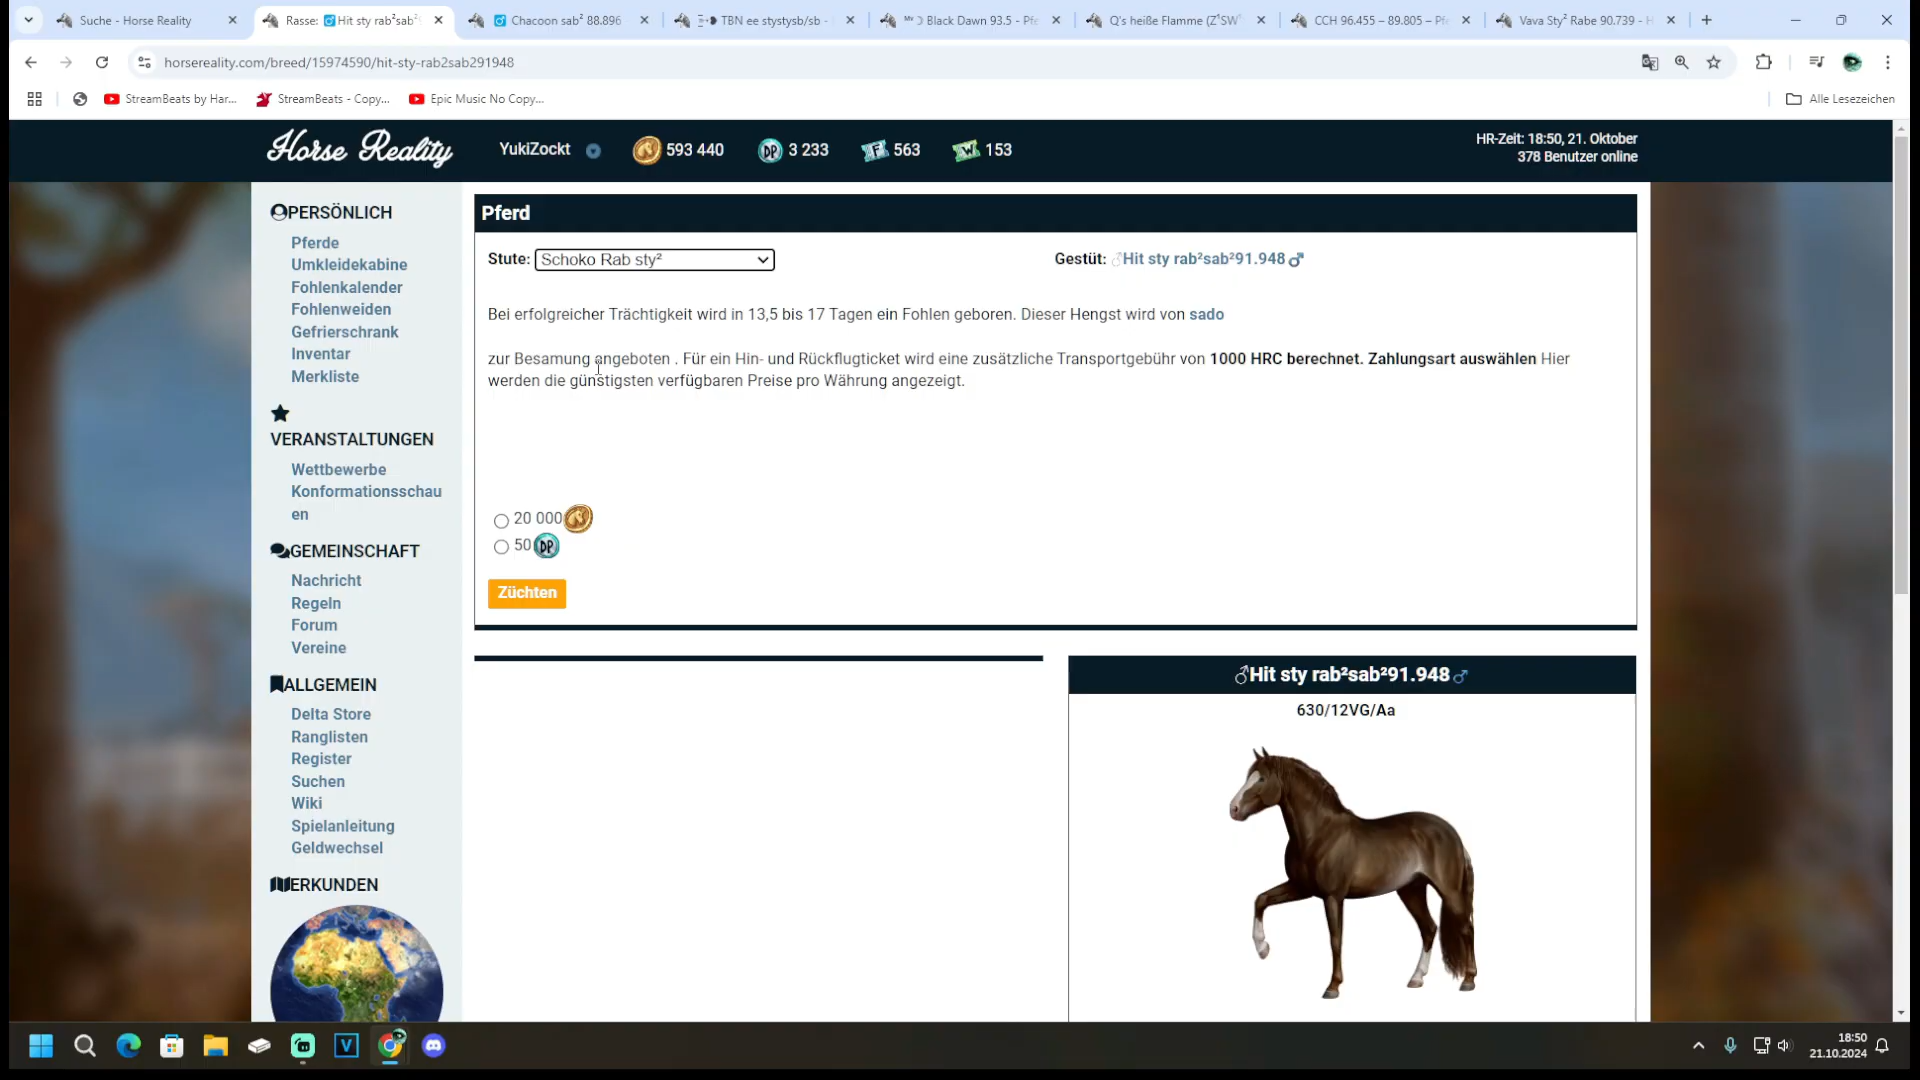 Suche - Horse Reality
Rasse: Hit sty rab²sab²
Chacoon sab² 88.896
TBN ee stystysb/sb -
Black Dawn 93.5 - Pfe
Q's heiße Flamme (Z¹SW¹
CCH 96.455 – 89.805 – Pf
Vava Sty² Rabe 90.739 - H
horsereality.com/breed/15974590/hit-sty-rab2sab291948
StreamBeats by Har...
StreamBeats - Copy...
Epic Music No Copy...
Alle Lesezeichen
Horse Reality
YukiZockt
593 440
DP 3 233
F 563
W 153
HR-Zeit: 18:50, 21. Oktober
378 Benutzer online
PERSÖNLICH
Pferde
Umkleidekabine
Fohlenkalender
Fohlenweiden
Gefrierschrank
Inventar
Merkliste
VERANSTALTUNGEN
Wettbewerbe
Konformationsschau
en
GEMEINSCHAFT
Nachricht
Regeln
Forum
Vereine
ALLGEMEIN
Delta Store
Ranglisten
Register
Suchen
Wiki
Spielanleitung
Geldwechsel
ERKUNDEN
Pferd
Stute: Schoko Rab sty²
Gestüt: ♂Hit sty rab²sab²91.948 ♂
Bei erfolgreicher Trächtigkeit wird in 13,5 bis 17 Tagen ein Fohlen geboren. Dieser Hengst wird von sado
zur Besamung angeboten . Für ein Hin- und Rückflugticket wird eine zusätzliche Transportgebühr von 1000 HRC berechnet. Zahlungsart auswählen Hier
werden die günstigsten verfügbaren Preise pro Währung angezeigt.
20 000
50 DP
Züchten
♂Hit sty rab²sab²91.948 ♂
630/12VG/Aa
V
18:50
21.10.2024